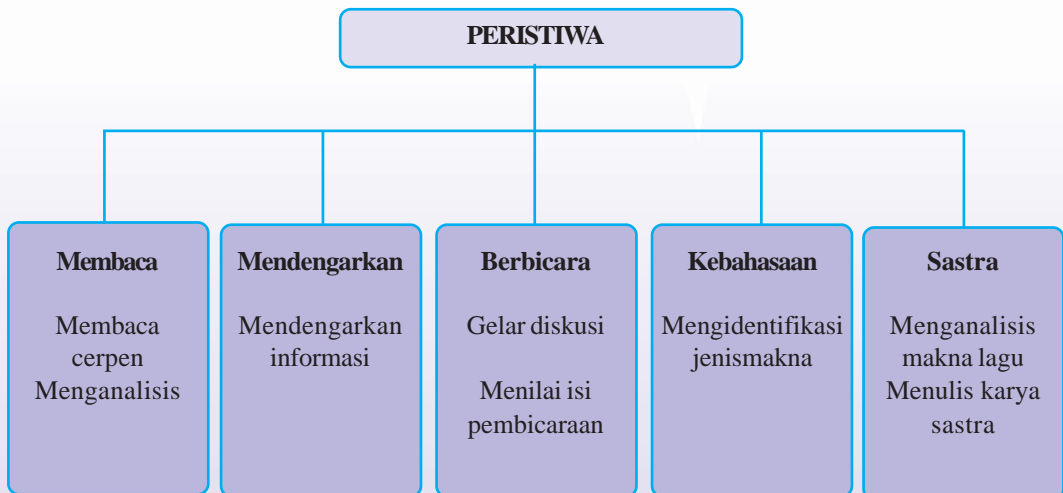 PERISTIWA
Membaca
Membaca
cerpen
Menganalisis
Mendengarkan
Mendengarkan
informasi
Berbicara
Gelar diskusi
Menilai isi
pembicaraan
Kebahasaan
Mengidentifikasi
jenismakna
Sastra
Menganalisis
makna lagu
Menulis karya
sastra